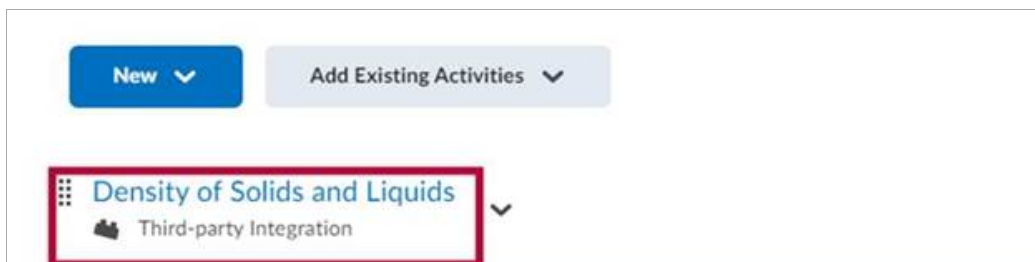 New
Add Existing Activities
Density of Solids and Liquids
Third-party Integration